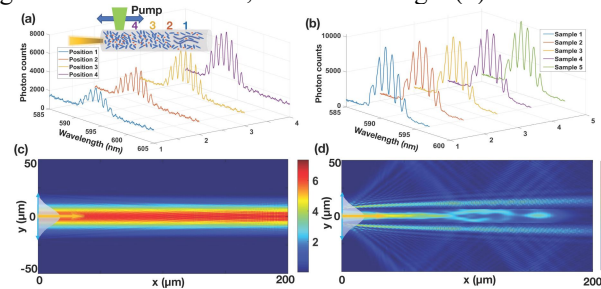 (a)
Pump
4 3 2 1
Position 1
Position 2
Position 3
Position 4
Photon counts
8000
6000
4000
2000
0
585
590
595
600
605
Wavelength (nm)
1
2
3
4
(b)
Sample 1
Sample 2
Sample 3
Sample 4
Sample 5
Photon counts
10000
5000
0
585
590
595
600
Wavelength (nm)
1
2
3
4
5
(c)
50
0
-50
y (µm)
0
200
x (µm)
6
4
2
(d)
50
0
-50
y (µm)
0
200
x (µm)